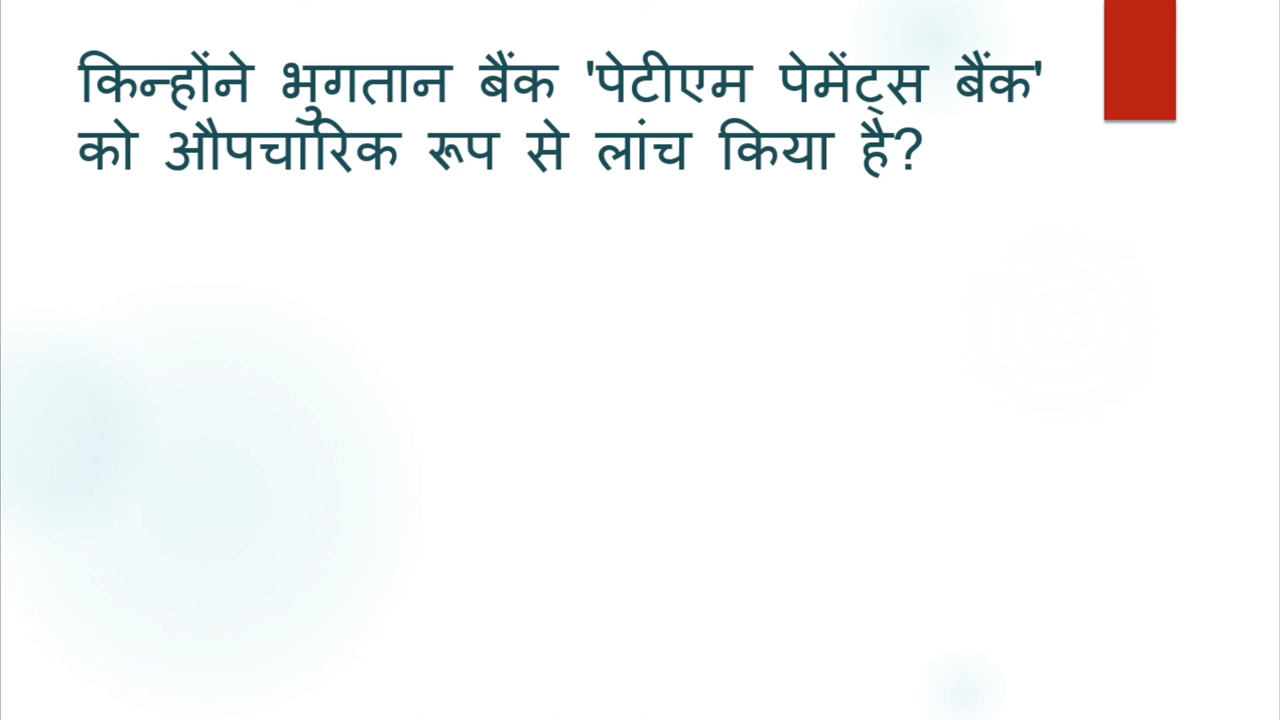 किन्होंने भुगतान बैंक 'पेटीएम पेमेंट्स बैंक'
को औपचारिक रूप से लांच किया है?